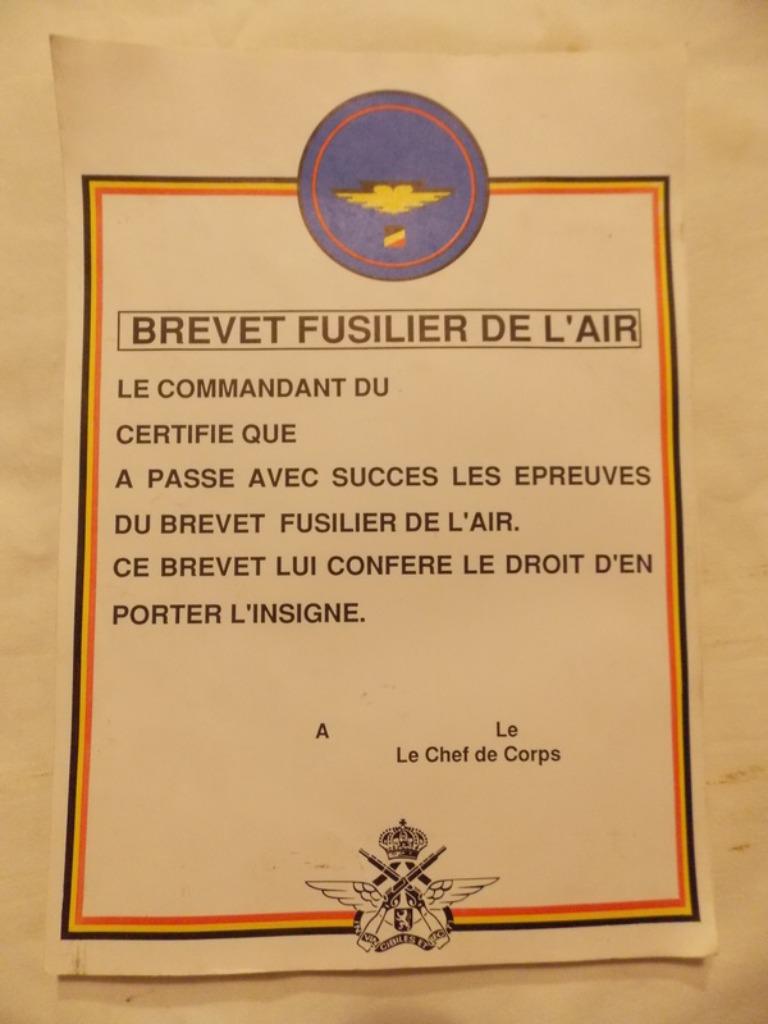 BREVET FUSILIER DE L'AIR
LE COMMANDANT DU
CERTIFIE QUE
A PASSE AVEC SUCCES LES EPREUVES
DU BREVET FUSILIER DE L'AIR.
CE BREVET LUI CONFERE LE DROIT D'EN
PORTER L'INSIGNE.
A Le
Le Chef de Corps